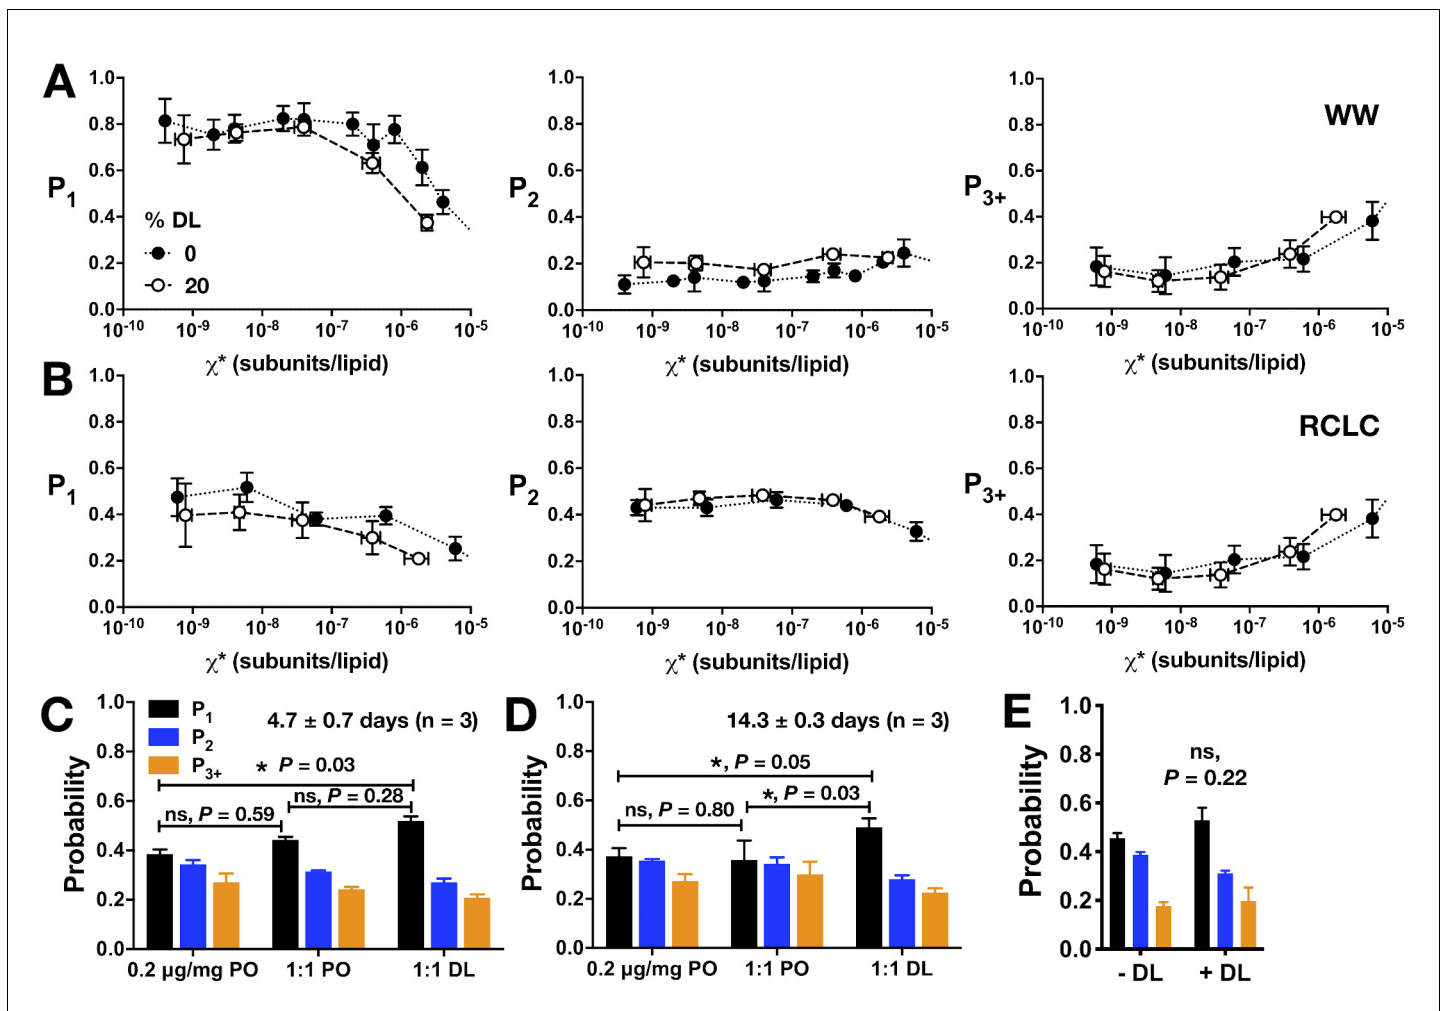 A
1.0
0.8
0.6
0.4
0.2
0.0
P1
% DL
0
20
10-10 10-9 10-8 10-7 10-6 10-5
χ* (subunits/lipid)
1.0
0.8
0.6
0.4
0.2
0.0
P2
10-10 10-9 10-8 10-7 10-6 10-5
χ* (subunits/lipid)
WW
1.0
0.8
0.6
0.4
0.2
0.0
P3+
10-10 10-9 10-8 10-7 10-6 10-5
χ* (subunits/lipid)
B
1.0
0.8
0.6
0.4
0.2
0.0
P1
10-10 10-9 10-8 10-7 10-6 10-5
χ* (subunits/lipid)
1.0
0.8
0.6
0.4
0.2
0.0
P2
10-10 10-9 10-8 10-7 10-6 10-5
χ* (subunits/lipid)
RCLC
1.0
0.8
0.6
0.4
0.2
0.0
P3+
10-10 10-9 10-8 10-7 10-6 10-5
χ* (subunits/lipid)
C
1.0
0.8
0.6
0.4
0.2
0.0
Probability
P1
P2
P3+
4.7 ± 0.7 days (n = 3)
* P = 0.03
ns, P = 0.28
ns, P = 0.59
0.2 µg/mg PO 1:1 PO 1:1 DL
D
1.0
0.8
0.6
0.4
0.2
0.0
Probability
14.3 ± 0.3 days (n = 3)
*, P = 0.05
*, P = 0.03
ns, P = 0.80
0.2 µg/mg PO 1:1 PO 1:1 DL
E
1.0
0.8
0.6
0.4
0.2
0.0
Probability
ns,
P = 0.22
- DL + DL